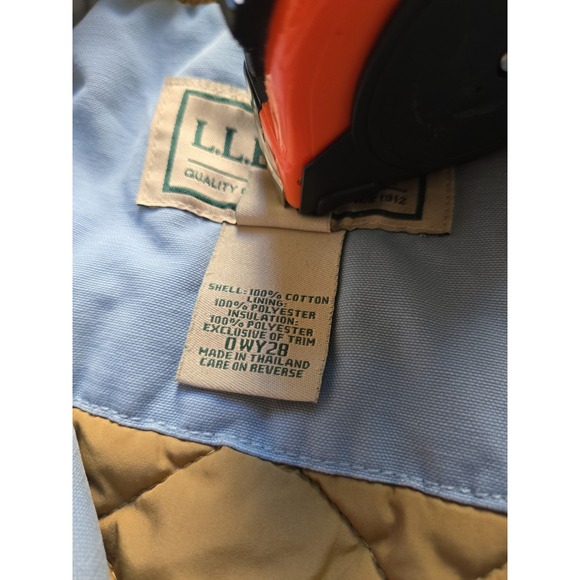 L.L.
QUALITY
1912
SHELL: 100% COTTON
LINING:
100% POLYESTER
INSULATION:
100% POLYESTER
EXCLUSIVE OF TRIM
0WY28
MADE IN THAILAND
CARE ON REVERSE